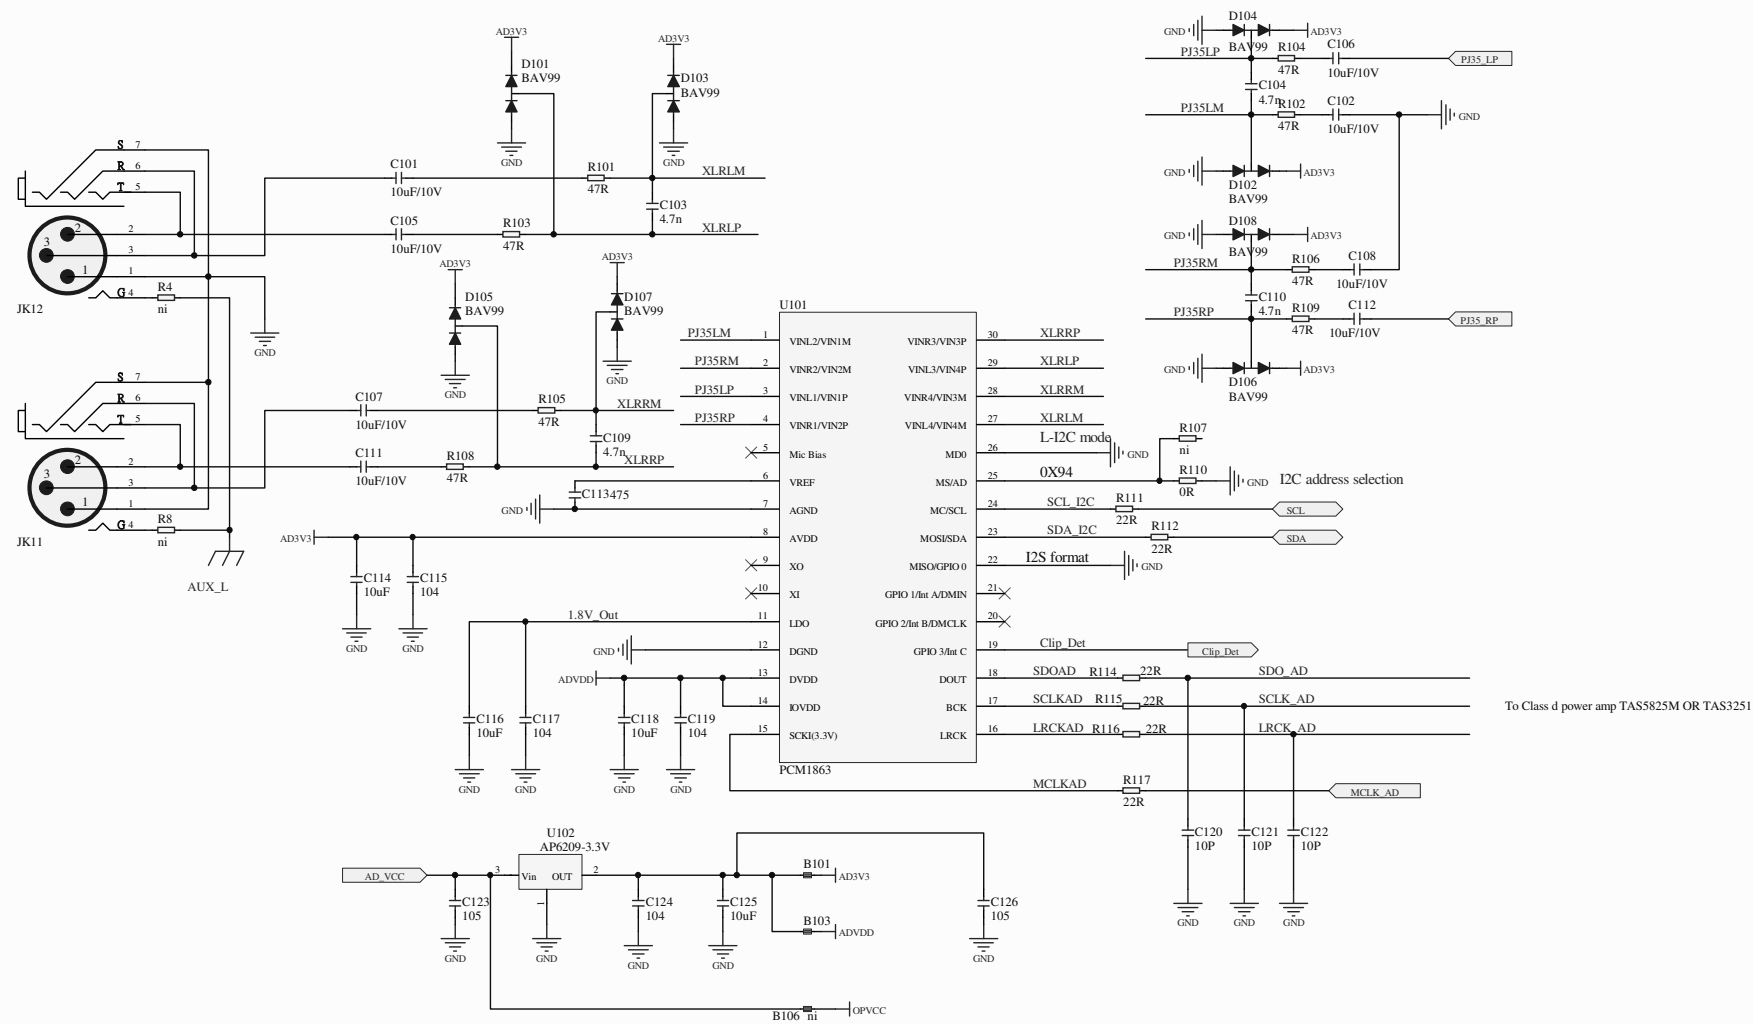 AD3V3
D101
BAV99
GND
AD3V3
D103
BAV99
GND
S 7
R 6
T 5
2
3
1
2
3
1
G 4
R4
ni
JK12
GND
C101
10uF/10V
R101
47R
XLRLM
C103
4.7n
C105
10uF/10V
R103
47R
XLRLP
AD3V3
D105
BAV99
GND
AD3V3
D107
BAV99
GND
S 7
R 6
T 5
2
3
1
2
3
1
G 4
R8
ni
JK11
AUX_L
C107
10uF/10V
R105
47R
XLRRM
C109
4.7n
C111
10uF/10V
R108
47R
XLRRP
D104
BAV99
GND
AD3V3
PJ35LP
R104
47R
C106
10uF/10V
PJ35_LP
C104
4.7n
PJ35LM
R102
47R
C102
10uF/10V
GND
GND
AD3V3
D102
BAV99
D108
BAV99
GND
AD3V3
PJ35RM
R106
47R
C108
10uF/10V
C110
4.7n
PJ35RP
R109
47R
C112
10uF/10V
PJ35_RP
GND
AD3V3
D106
BAV99
U101
PJ35LM 1 VINL2/VIN1M
PJ35RM 2 VINR2/VIN2M
PJ35LP 3 VINL1/VIN1P
PJ35RP 4 VINR1/VIN2P
5 Mic Bias
6 VREF
7 AGND
8 AVDD
9 XO
10 XI
1.8V_Out 11 LDO
12 DGND
13 DVDD
14 IOVDD
15 SCKI(3.3V)
VINR3/VIN3P 30 XLRRP
VINL3/VIN4P 29 XLRLP
VINR4/VIN3M 28 XLRRM
VINL4/VIN4M 27 XLRLM
MD0 26 L-I2C mode
GND
MS/AD 25 0X94
MC/SCL 24 SCL_I2C
MOSI/SDA 23 SDA_I2C
MISO/GPIO 0 22 I2S format
GND
GPIO 1/Int A/DMIN 21
GPIO 2/Int B/DMCLK 20
GPIO 3/Int C 19 Clip_Det
DOUT 18 SDOAD
BCK 17 SCLKAD
LRCK 16 LRCKAD
PCM1863
R107
ni
R110
0R
GND
I2C address selection
R111
22R
SCL
R112
22R
SDA
Clip_Det
R114 22R
SDO_AD
R115 22R
SCLK_AD
R116 22R
LRCK_AD
To Class d power amp TAS5825M OR TAS3251
MCLKAD
R117
22R
MCLK_AD
C120
10P
GND
C121
10P
GND
C122
10P
GND
C113 475
GND
AD3V3
C114
10uF
GND
C115
104
GND
GND
ADVDD
C116
10uF
GND
C117
104
GND
C118
10uF
GND
C119
104
GND
U102
AP6209-3.3V
AD_VCC
3
Vin OUT
2
1
GND
C123
105
GND
C124
104
GND
C125
10uF
GND
B101
AD3V3
B103
ADVDD
C126
105
GND
B106 ni
OPVCC